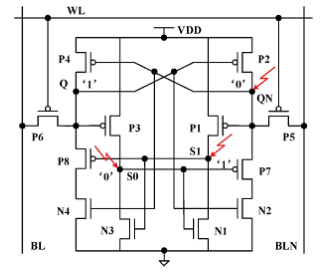 WL
VDD
P4 P2
Q '1' '0' QN
P6 P3 P1 P5
P8 S1 '1' P7
'0' S0
N4 N3 N1 N2
BL BLN